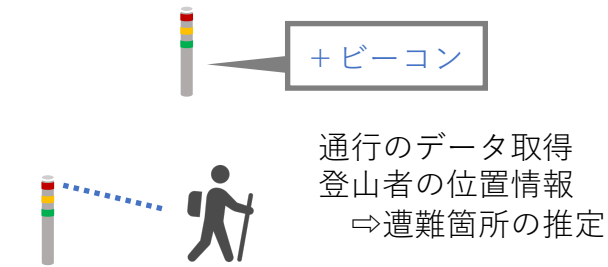 +ビーコン
通行のデータ取得
登山者の位置情報
⇨遭難箇所の推定